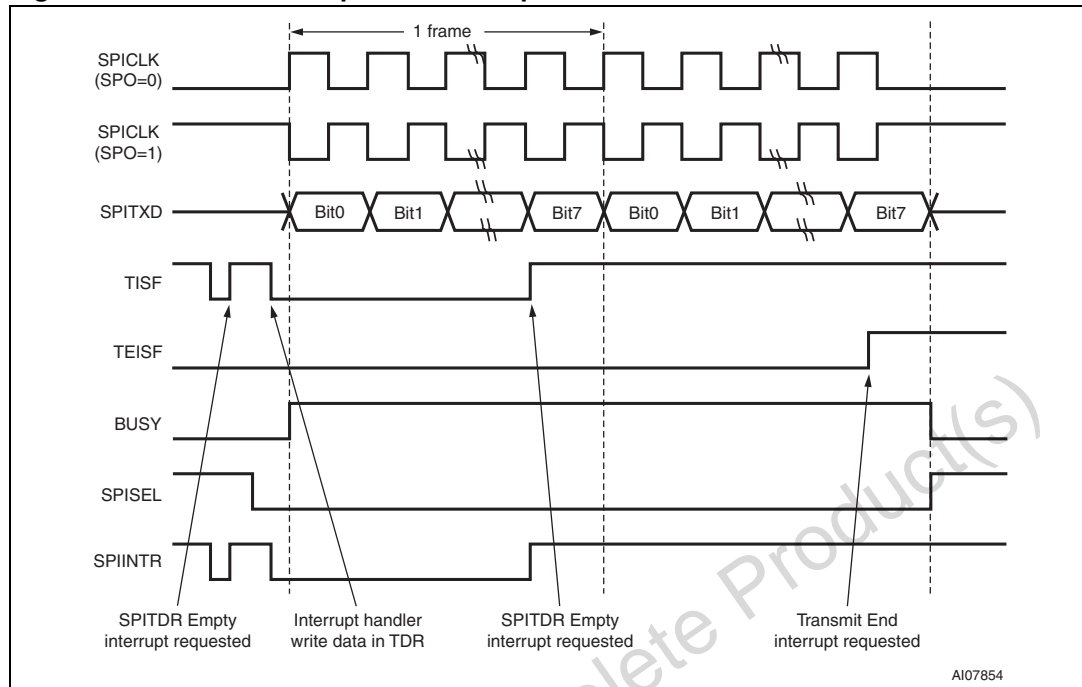 1 frame
SPICLK
(SPO=0)
SPICLK
(SPO=1)
SPITXD
Bit0
Bit1
Bit7
Bit0
Bit1
Bit7
TISF
TEISF
BUSY
SPISEL
SPIINTR
SPITDR Empty
interrupt requested
Interrupt handler
write data in TDR
SPITDR Empty
interrupt requested
Transmit End
interrupt requested
AI07854
lete Product(s)